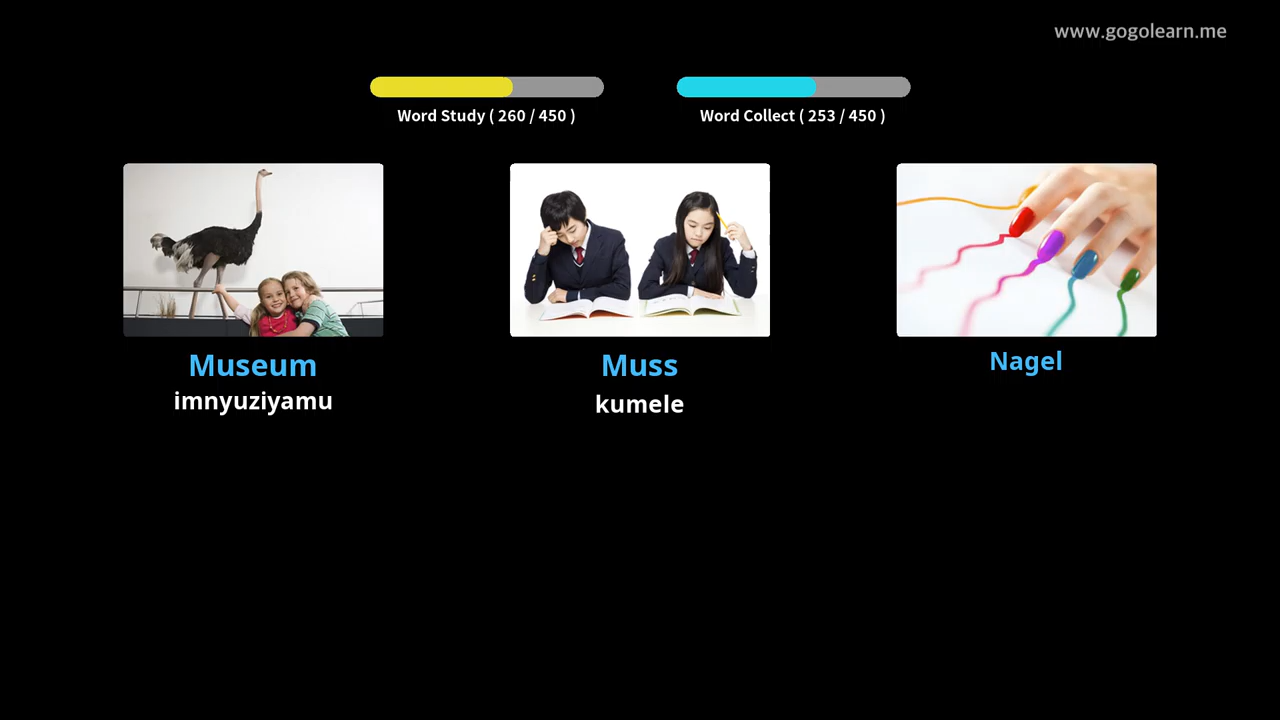 www.gogolearn.me
Word Study ( 260 / 450 )
Word Collect ( 253 / 450 )
Museum
imnyuziyamu
Muss
kumele
Nagel